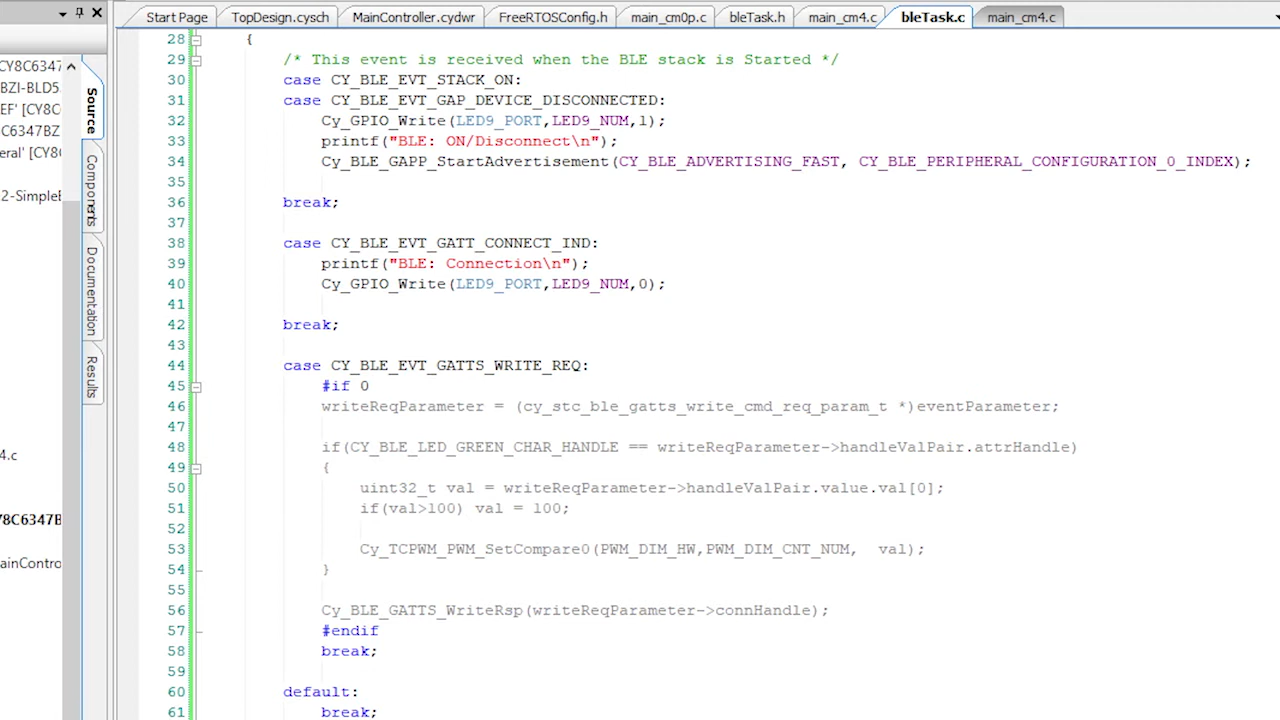 Start Page TopDesign.cysch MainController.cydwr FreeRTOSConfig.h main_cm0p.c bleTask.h main_cm4.c bleTask.c main_cm4.c
CY8C6347
BZI-BLD5
EF' [CY8C
C6347BZ
eral' [CY8
2-SimpleB
4.c
78C6347B
ainContro
Source
Components
Documentation
Results
28 {
29 /* This event is received when the BLE stack is Started */
30 case CY_BLE_EVT_STACK_ON:
31 case CY_BLE_EVT_GAP_DEVICE_DISCONNECTED:
32 Cy_GPIO_Write(LED9_PORT,LED9_NUM,1);
33 printf("BLE: ON/Disconnect\n");
34 Cy_BLE_GAPP_StartAdvertisement(CY_BLE_ADVERTISING_FAST, CY_BLE_PERIPHERAL_CONFIGURATION_0_INDEX);
35
36 break;
37
38 case CY_BLE_EVT_GATT_CONNECT_IND:
39 printf("BLE: Connection\n");
40 Cy_GPIO_Write(LED9_PORT,LED9_NUM,0);
41
42 break;
43
44 case CY_BLE_EVT_GATTS_WRITE_REQ:
45 #if 0
46 writeReqParameter = (cy_stc_ble_gatts_write_cmd_req_param_t *)eventParameter;
47
48 if(CY_BLE_LED_GREEN_CHAR_HANDLE == writeReqParameter->handleValPair.attrHandle)
49 {
50 uint32_t val = writeReqParameter->handleValPair.value.val[0];
51 if(val>100) val = 100;
52
53 Cy_TCPWM_PWM_SetCompare0(PWM_DIM_HW,PWM_DIM_CNT_NUM, val);
54 }
55
56 Cy_BLE_GATTS_WriteRsp(writeReqParameter->connHandle);
57 #endif
58 break;
59
60 default:
61 break;